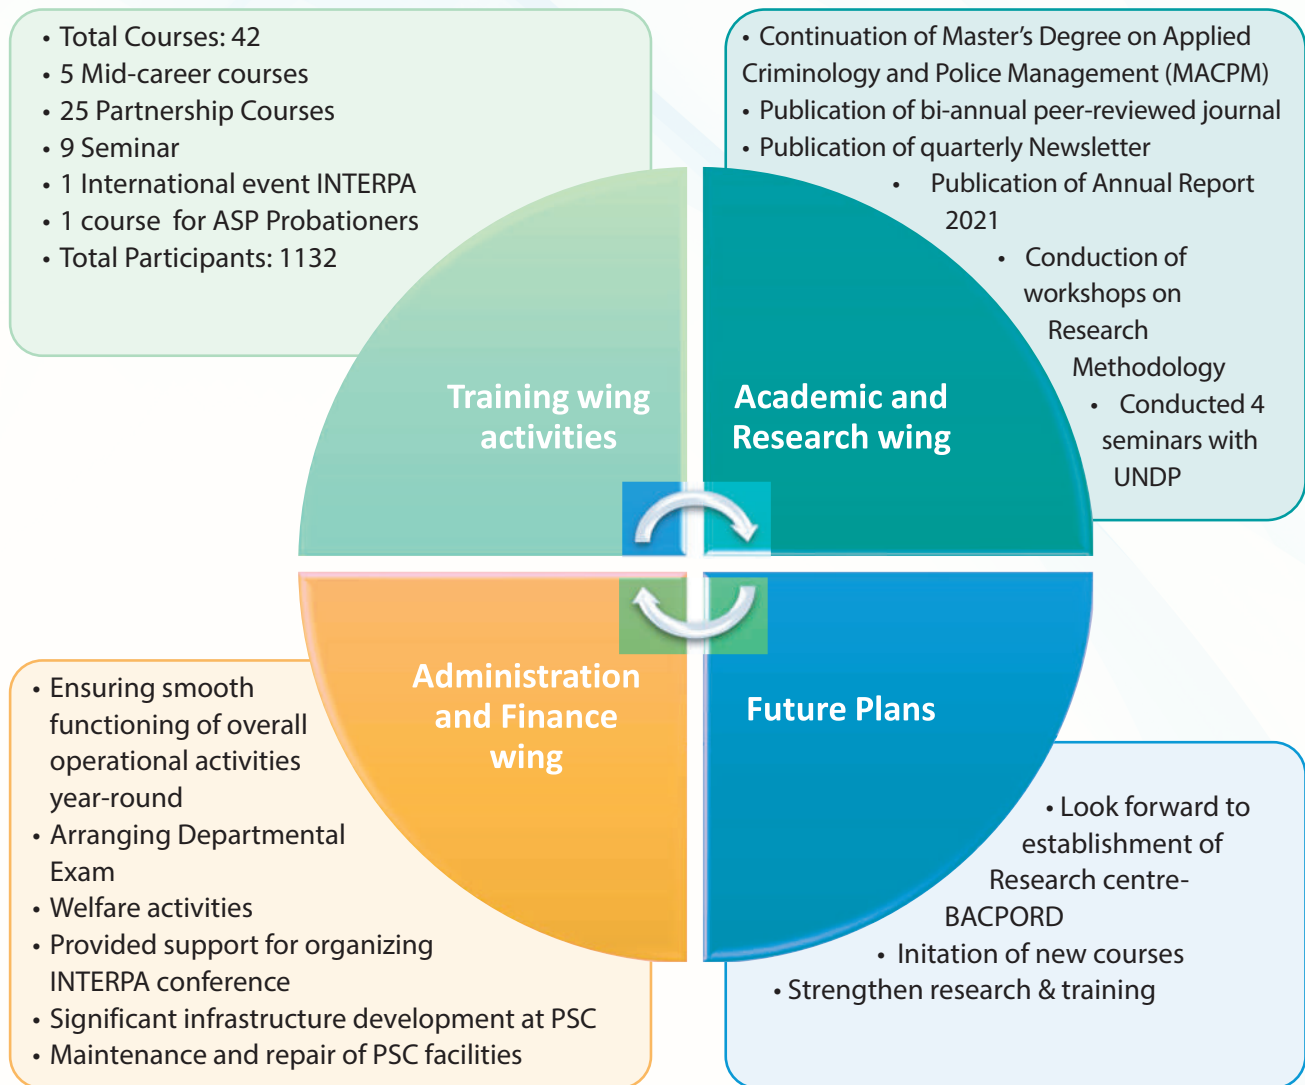 • Total Courses: 42
• 5 Mid-career courses
• 25 Partnership Courses
• 9 Seminar
• 1 International event INTERPA
• 1 course for ASP Probationers
• Total Participants: 1132
• Continuation of Master's Degree on Applied
Criminology and Police Management (MACPM)
• Publication of bi-annual peer-reviewed journal
• Publication of quarterly Newsletter
• Publication of Annual Report
2021
• Conduction of
workshops on
Research
Methodology
• Conducted 4
seminars with
UNDP
Training wing
activities
Academic and
Research wing
Administration
and Finance
wing
Future Plans
• Ensuring smooth
functioning of overall
operational activities
year-round
• Arranging Departmental
Exam
• Welfare activities
• Provided support for organizing
INTERPA conference
• Significant infrastructure development at PSC
• Maintenance and repair of PSC facilities
• Look forward to
establishment of
Research centre-
BACPORD
• Initation of new courses
• Strengthen research & training